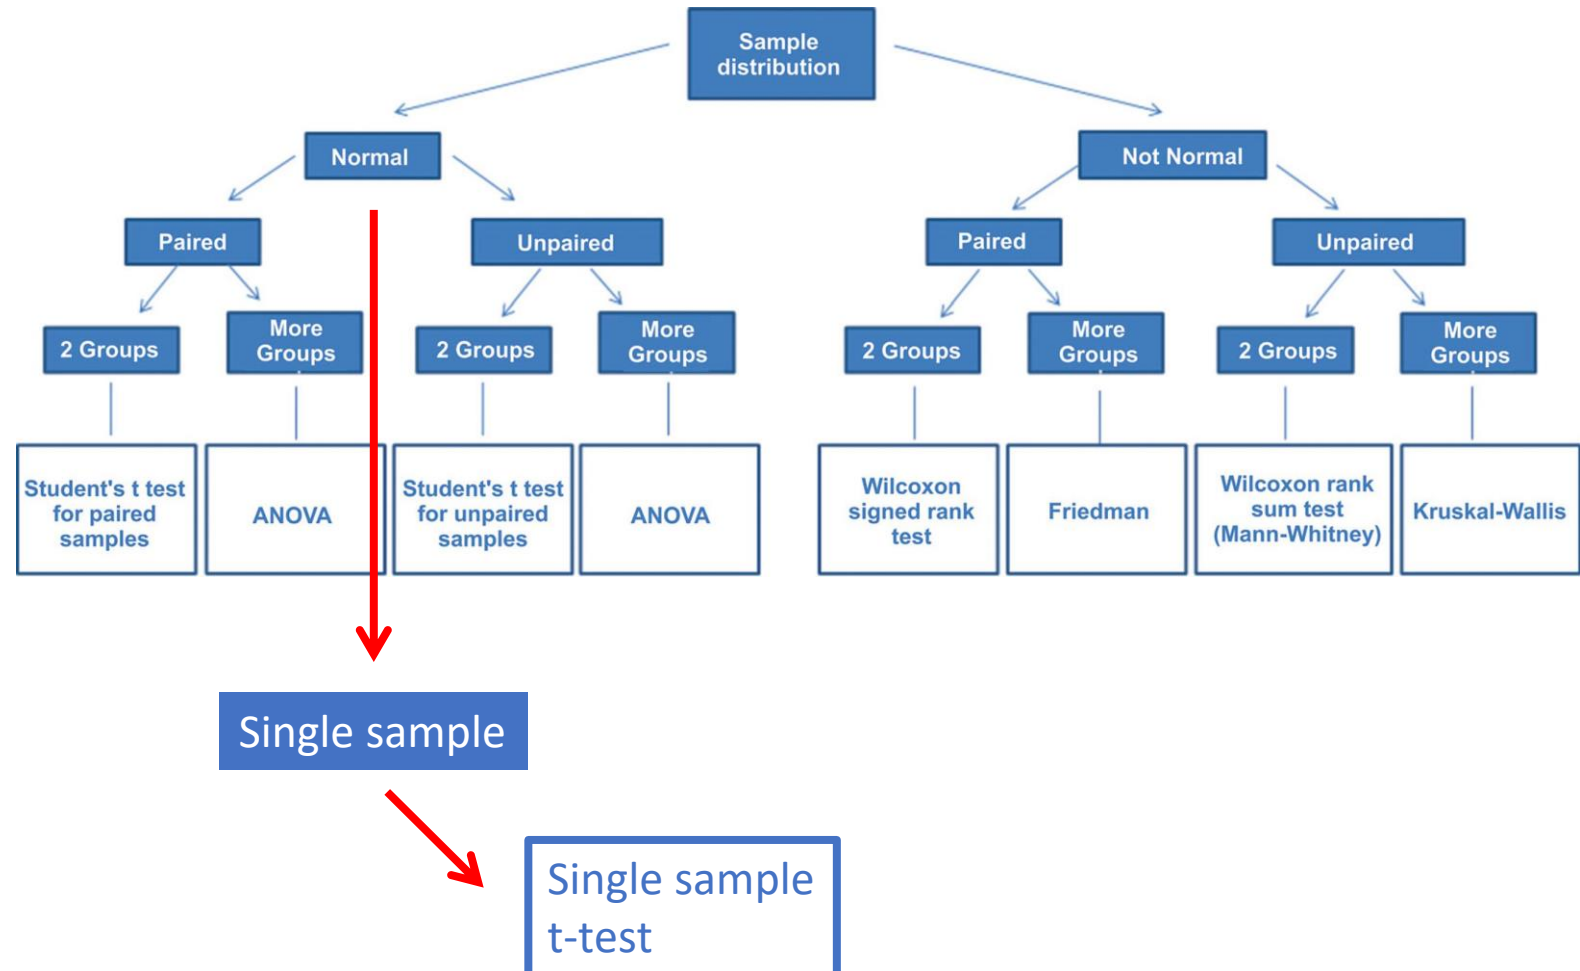 Sample
distribution
Normal
Not Normal
Paired
Unpaired
Paired
Unpaired
2 Groups
More
Groups
2 Groups
More
Groups
2 Groups
More
Groups
2 Groups
More
Groups
Student's t test
for paired
samples
ANOVA
Student's t test
for unpaired
samples
ANOVA
Wilcoxon
signed rank
test
Friedman
Wilcoxon rank
sum test
(Mann-Whitney)
Kruskal-Wallis
Single sample
Single sample
t-test